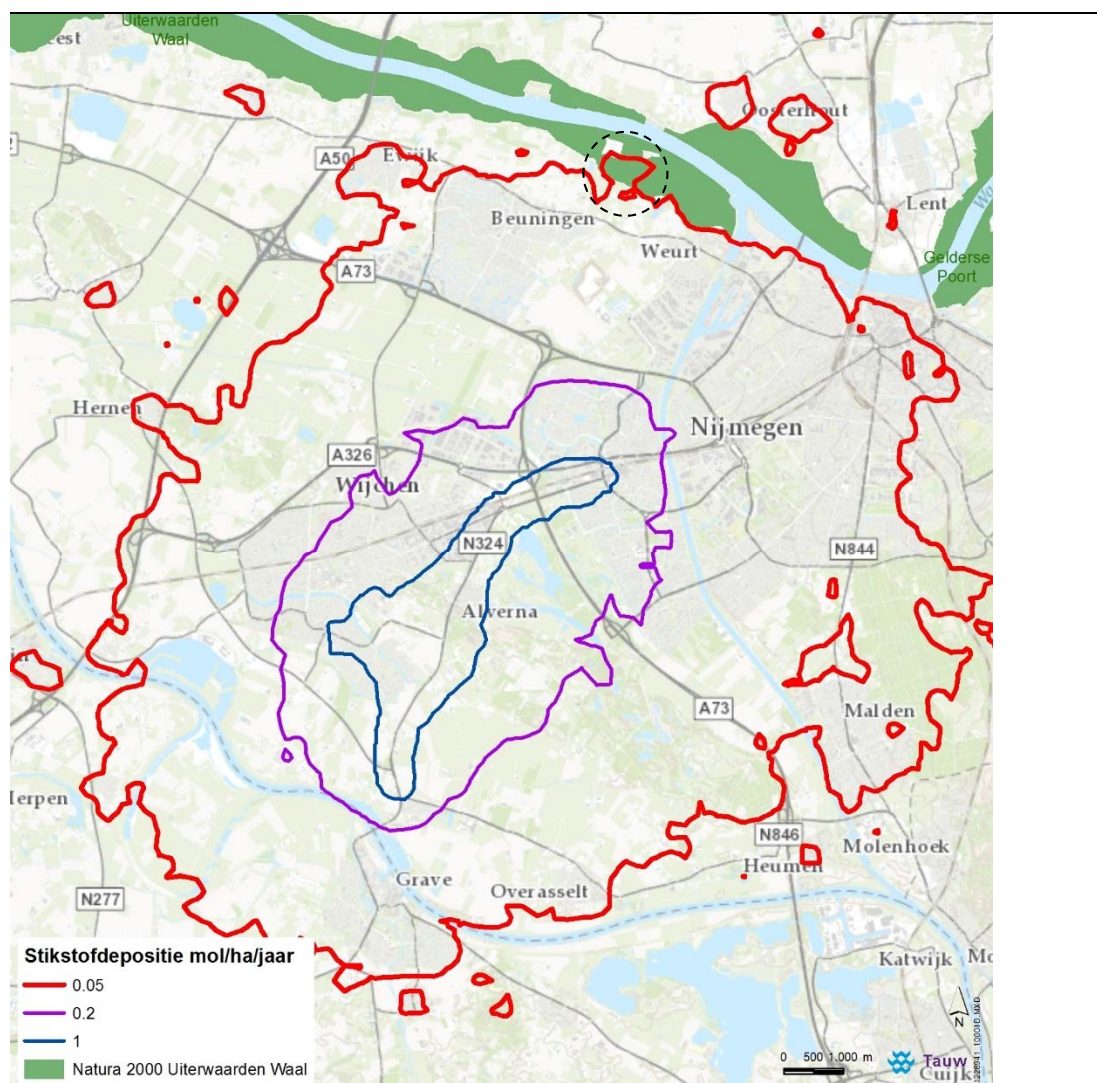 Uiterwaarden
Waal
est
Oosterhout
A50
Ewijk
Lent
Beuningen
Weurt
Gelderse
Poort
A73
Hernen
Nijmegen
A326
Wijchen
N324
N844
Alverna
A73
Malden
Herpen
N846
Molenhoek
Heumen
Grave
Overasselt
N277
Katwijk
Mo
Stikstofdepositie mol/ha/jaar
0.05
0.2
1
Natura 2000 Uiterwaarden Waal
N
0 500 1.000 m
Tauw
Cuijk